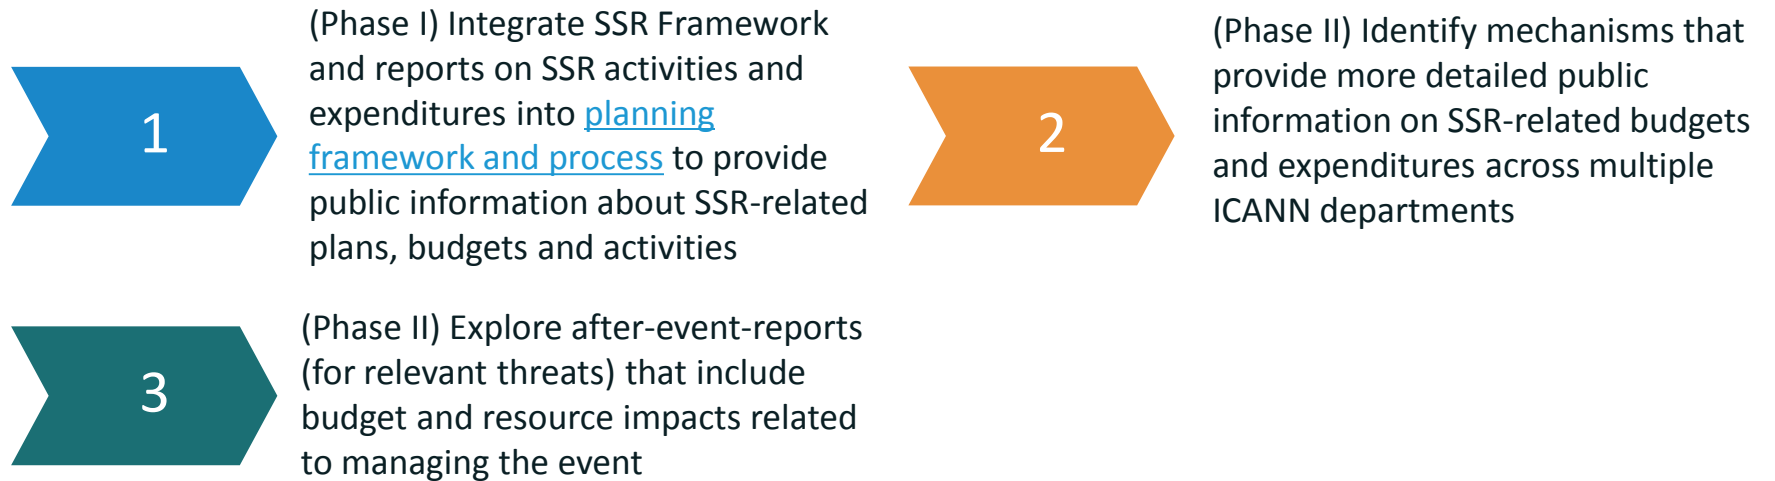 1
(Phase I) Integrate SSR Framework
and reports on SSR activities and
expenditures into planning
framework and process to provide
public information about SSR-related
plans, budgets and activities
2
(Phase II) Identify mechanisms that
provide more detailed public
information on SSR-related budgets
and expenditures across multiple
ICANN departments
3
(Phase II) Explore after-event-reports
(for relevant threats) that include
budget and resource impacts related
to managing the event